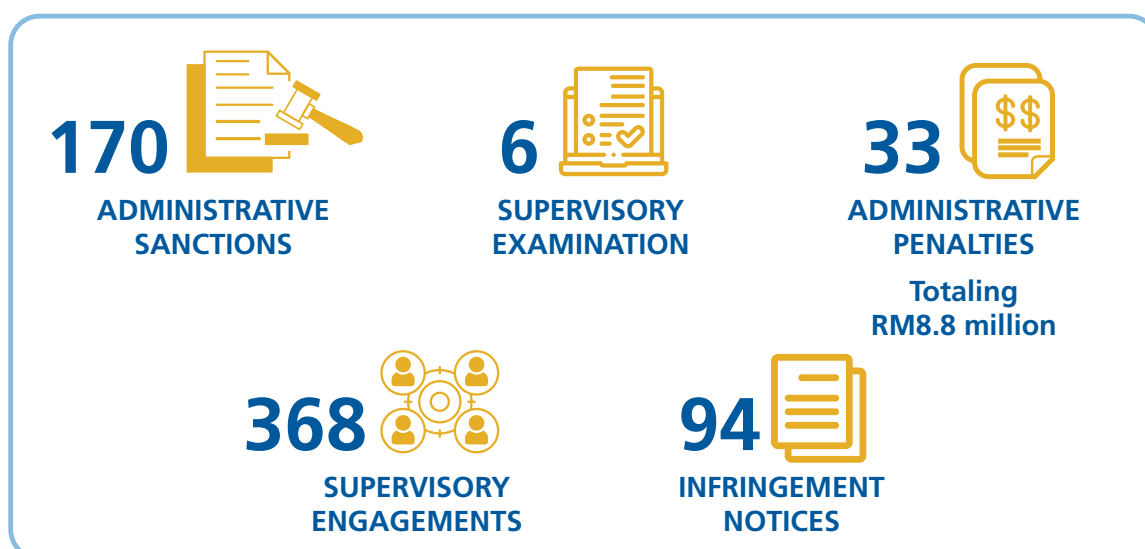 170
ADMINISTRATIVE
SANCTIONS
6
SUPERVISORY
EXAMINATION
33
$$
ADMINISTRATIVE
PENALTIES
Totaling
RM8.8 million
368
SUPERVISORY
ENGAGEMENTS
94
INFRINGEMENT
NOTICES